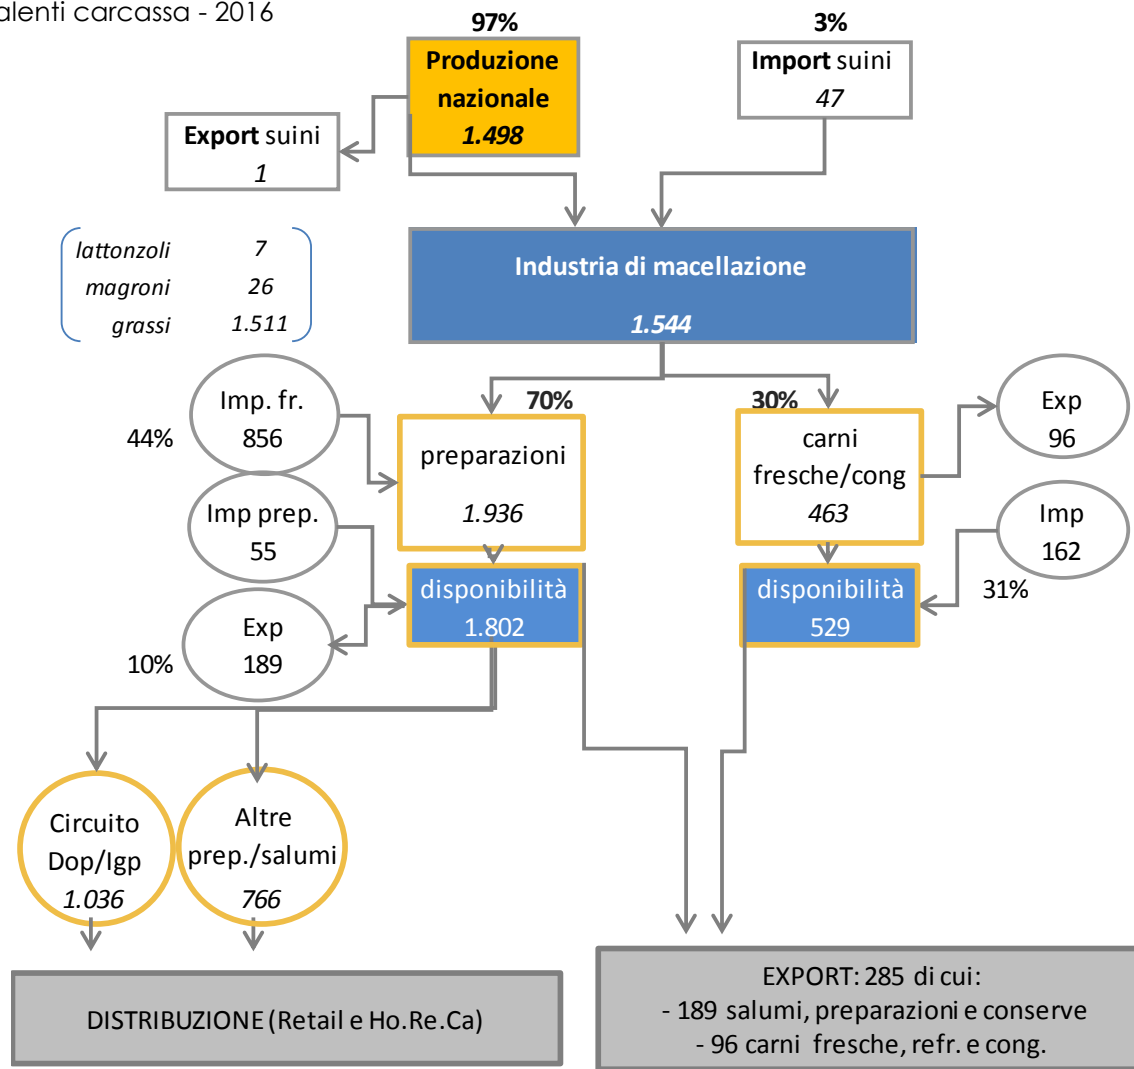 alenti carcassa - 2016
97%
3%
Produzione
nazionale
1.498
Import suini
47
Export suini
1
lattonzoli 7
magroni 26
grassi 1.511
Industria di macellazione
1.544
70%
30%
Imp. fr.
856
44%
preparazioni
1.936
carni
fresche/cong
463
Exp
96
Imp prep.
55
Imp
162
31%
disponibilità
1.802
disponibilità
529
Exp
189
10%
Circuito
Dop/Igp
1.036
Altre
prep./salumi
766
DISTRIBUZIONE (Retail e Ho.Re.Ca)
EXPORT: 285 di cui:
- 189 salumi, preparazioni e conserve
- 96 carni fresche, refr. e cong.